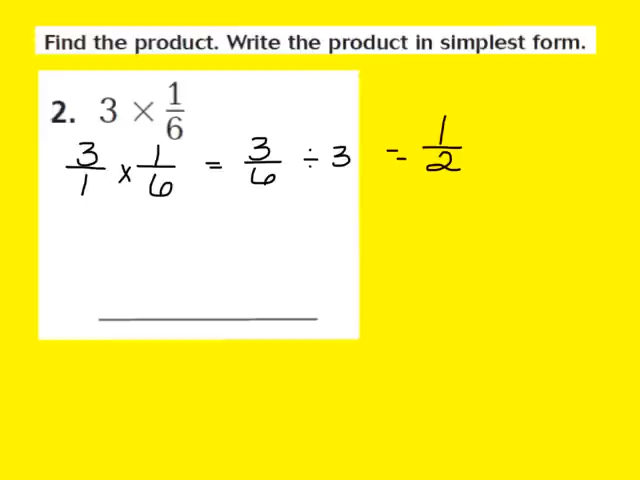 Find the product. Write the product in simplest form.
2. 3 × 1/6
3/1 x 1/6 = 3/6 ÷ 3 = 1/2